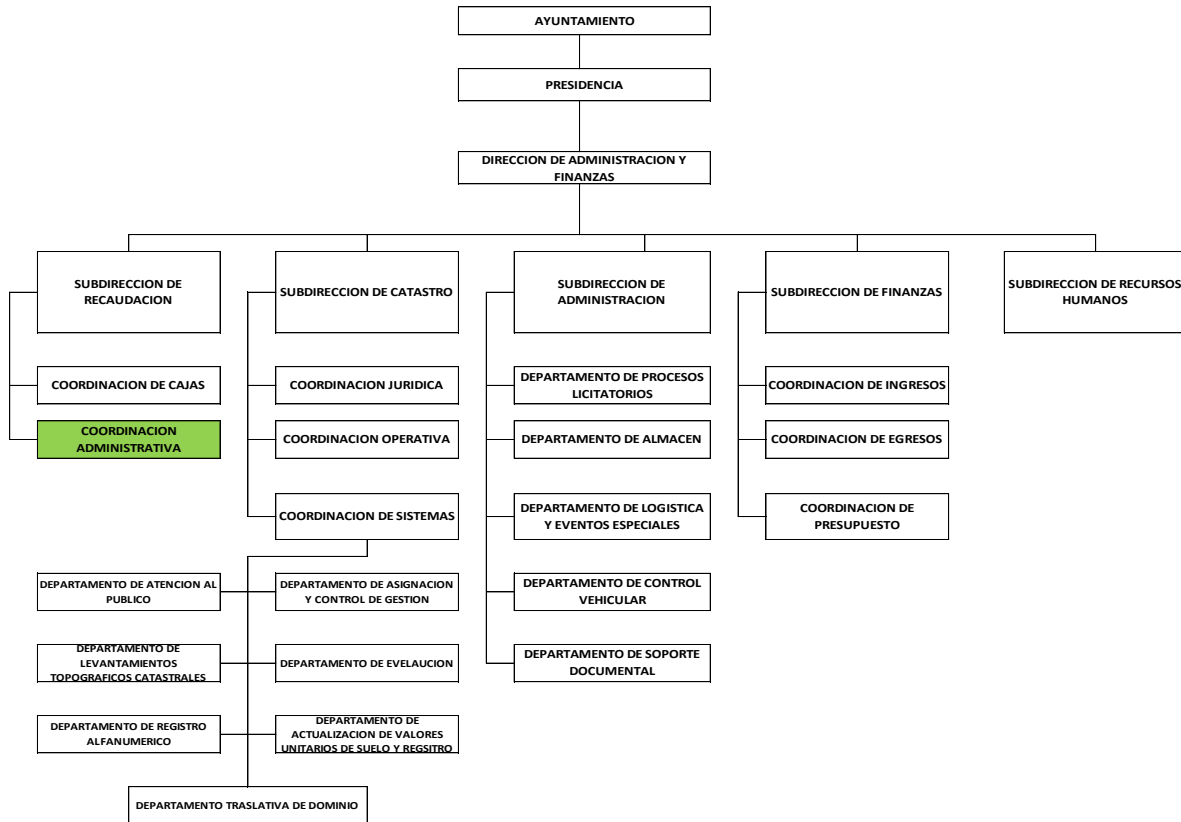 AYUNTAMIENTO
PRESIDENCIA
DIRECCION DE ADMINISTRACION Y
FINANZAS
SUBDIRECCION DE
RECAUDACION
SUBDIRECCION DE CATASTRO
SUBDIRECCION DE
ADMINISTRACION
SUBDIRECCION DE FINANZAS
SUBDIRECCION DE RECURSOS
HUMANOS
COORDINACION DE CAJAS
COORDINACION JURIDICA
DEPARTAMENTO DE PROCESOS
LICITATORIOS
COORDINACION DE INGRESOS
COORDINACION
ADMINISTRATIVA
COORDINACION OPERATIVA
DEPARTAMENTO DE ALMACEN
COORDINACION DE EGRESOS
COORDINACION DE SISTEMAS
DEPARTAMENTO DE LOGISTICA
Y EVENTOS ESPECIALES
COORDINACION DE
PRESUPUESTO
DEPARTAMENTO DE ATENCION AL
PUBLICO
DEPARTAMENTO DE ASIGNACION
Y CONTROL DE GESTION
DEPARTAMENTO DE CONTROL
VEHICULAR
DEPARTAMENTO DE
LEVANTAMIENTOS
TOPOGRAFICOS CATASTRALES
DEPARTAMENTO DE EVELAUCION
DEPARTAMENTO DE SOPORTE
DOCUMENTAL
DEPARTAMENTO DE REGISTRO
ALFANUMERICO
DEPARTAMENTO DE
ACTUALIZACION DE VALORES
UNITARIOS DE SUELO Y REGSITRO
DEPARTAMENTO TRASLATIVA DE DOMINIO